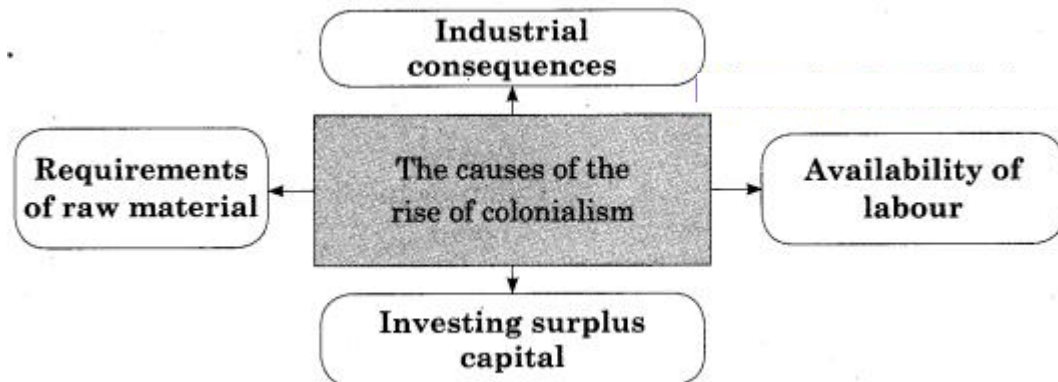 Industrial
consequences
Requirements
of raw material
The causes of the
rise of colonialism
Availability of
labour
Investing surplus
capital